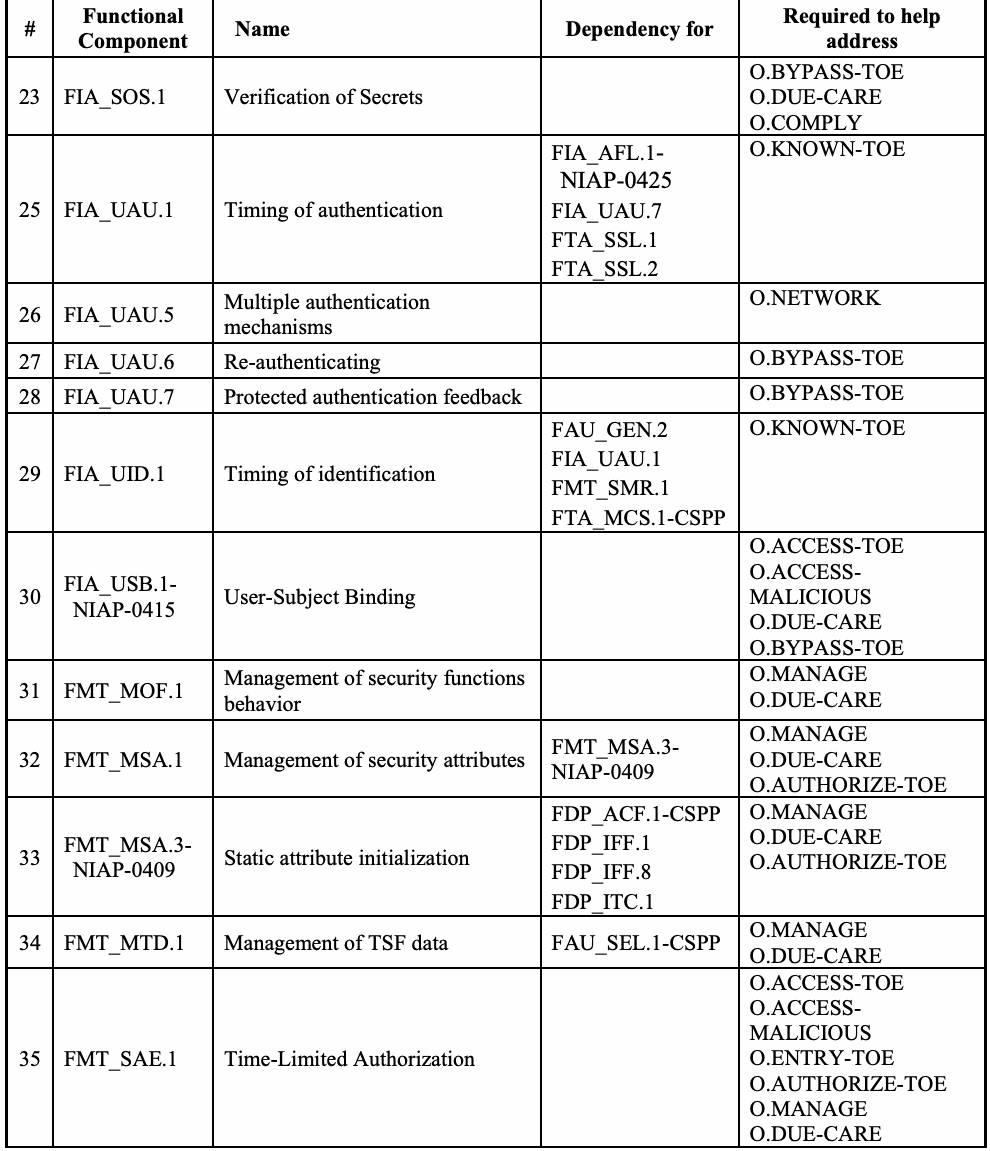 # Functional Component Name Dependency for Required to help address
23 FIA_SOS.1 Verification of Secrets O.BYPASS-TOE
O.DUE-CARE
O.COMPLY
25 FIA_UAU.1 Timing of authentication FIA_AFL.1-
NIAP-0425
FIA_UAU.7
FTA_SSL.1
FTA_SSL.2
O.KNOWN-TOE
26 FIA_UAU.5 Multiple authentication
mechanisms
O.NETWORK
27 FIA_UAU.6 Re-authenticating O.BYPASS-TOE
28 FIA_UAU.7 Protected authentication feedback O.BYPASS-TOE
29 FIA_UID.1 Timing of identification FAU_GEN.2
FIA_UAU.1
FMT_SMR.1
FTA_MCS.1-CSPP
O.KNOWN-TOE
30 FIA_USB.1-
NIAP-0415
User-Subject Binding
O.ACCESS-TOE
O.ACCESS-
MALICIOUS
O.DUE-CARE
O.BYPASS-TOE
31 FMT_MOF.1 Management of security functions
behavior
O.MANAGE
O.DUE-CARE
32 FMT_MSA.1 Management of security attributes FMT_MSA.3-
NIAP-0409
O.MANAGE
O.DUE-CARE
O.AUTHORIZE-TOE
33 FMT_MSA.3-
NIAP-0409
Static attribute initialization
FDP_ACF.1-CSPP
FDP_IFF.1
FDP_IFF.8
FDP_ITC.1
O.MANAGE
O.DUE-CARE
O.AUTHORIZE-TOE
34 FMT_MTD.1 Management of TSF data FAU_SEL.1-CSPP O.MANAGE
O.DUE-CARE
35 FMT_SAE.1 Time-Limited Authorization O.ACCESS-TOE
O.ACCESS-
MALICIOUS
O.ENTRY-TOE
O.AUTHORIZE-TOE
O.MANAGE
O.DUE-CARE